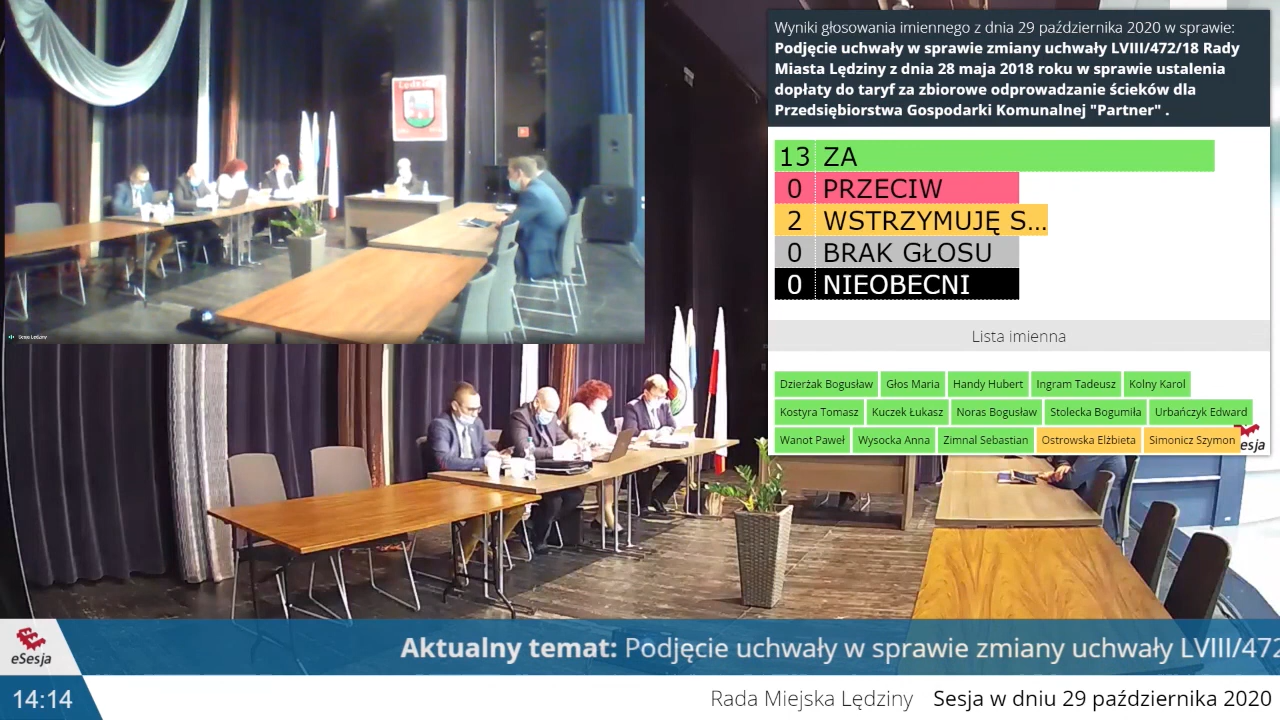 Wyniki głosowania imiennego z dnia 29 października 2020 w sprawie:
Podjęcie uchwały w sprawie zmiany uchwały LVIII/472/18 Rady
Miasta Lędziny z dnia 28 maja 2018 roku w sprawie ustalenia
dopłaty do taryf za zbiorowe odprowadzanie ścieków dla
Przedsiębiorstwa Gospodarki Komunalnej "Partner" .
13 ZA
0 PRZECIW
2 WSTRZYMUJĘ S...
0 BRAK GŁOSU
0 NIEOBECNI
Lista imienna
Dzierżak Bogusław Głos Maria Handy Hubert Ingram Tadeusz Kolny Karol
Kostyra Tomasz Kuczek Łukasz Noras Bogusław Stolecka Bogumiła Urbańczyk Edward
Wanot Paweł Wysocka Anna Zimnal Sebastian Ostrowska Elżbieta Simonicz Szymon
esja
Lędziny
Sesja Lędziny
Aktualny temat: Podjęcie uchwały w sprawie zmiany uchwały LVIII/472
eSesja
14:14
Rada Miejska Lędziny Sesja w dniu 29 października 2020